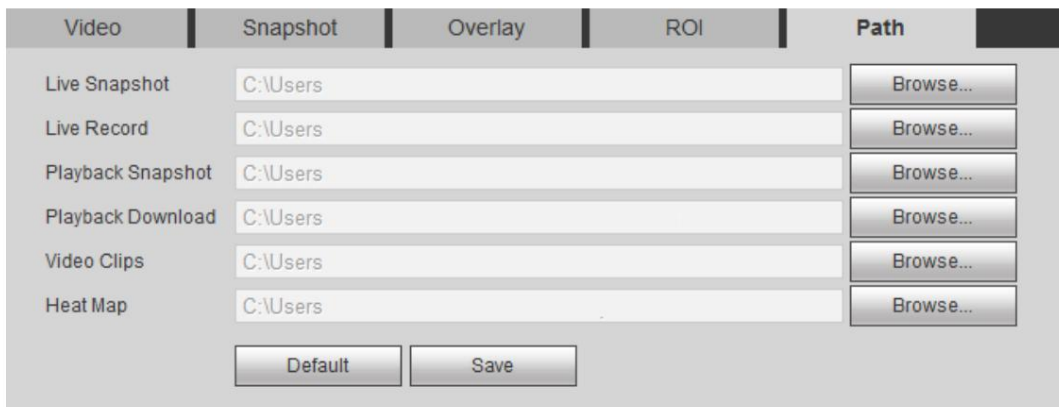 Video Snapshot Overlay ROI Path
Live Snapshot C:\Users Browse...
Live Record C:\Users Browse...
Playback Snapshot C:\Users Browse...
Playback Download C:\Users Browse...
Video Clips C:\Users Browse...
Heat Map C:\Users Browse...
Default Save